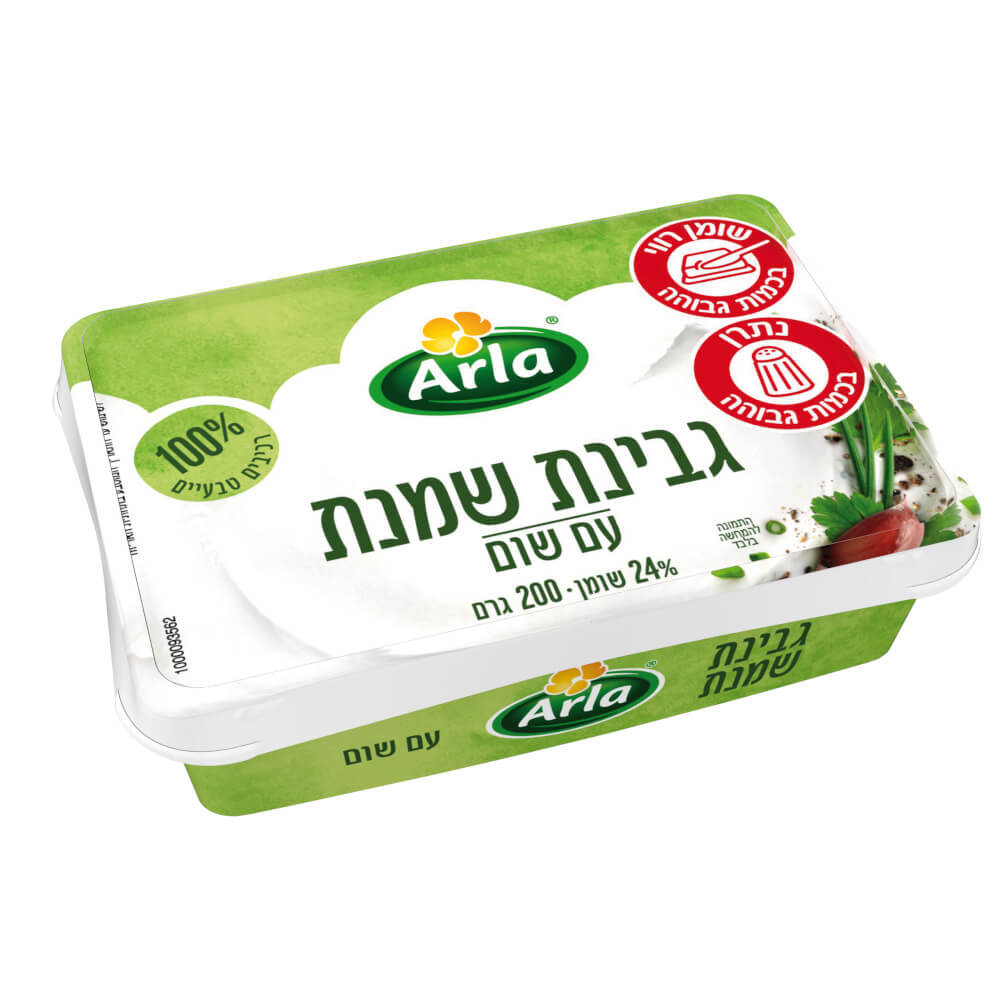 שומן רווי
בכמות גבוהה
נתרן
בכמות גבוהה
Arla®
100%
רכיבים טבעיים
גבינת שמנת
עם שום
24% שומן · 200 גרם
התמונה
להמחשה
בלבד
1000093562
Arla®
גבינת
שמנת
עם שום